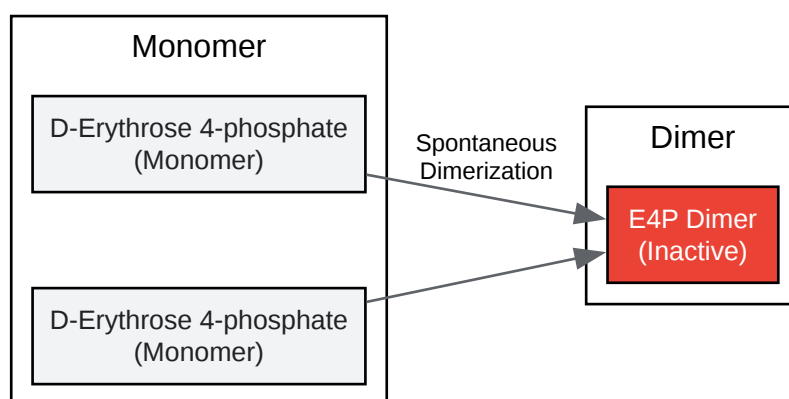 Monomer
D-Erythrose 4-phosphate
(Monomer)
Spontaneous
Dimerization
Dimer
E4P Dimer
(Inactive)
D-Erythrose 4-phosphate
(Monomer)